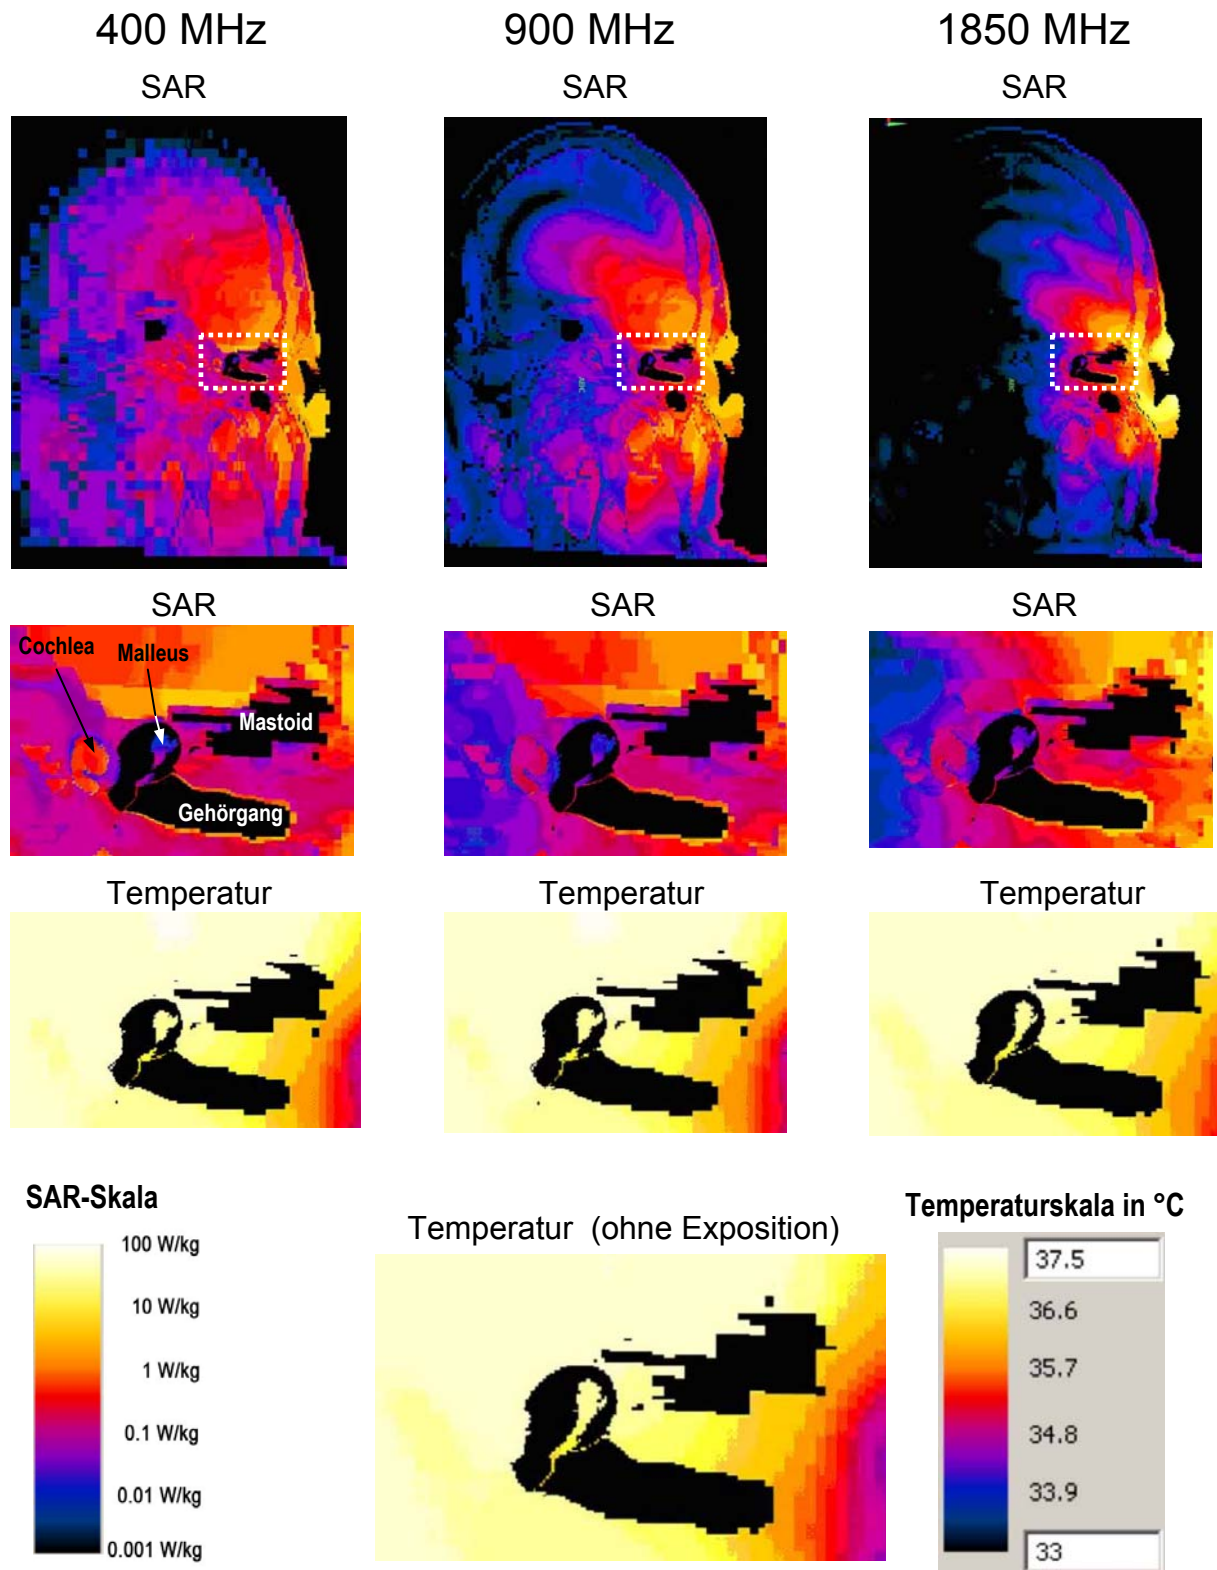 400 MHz
900 MHz
1850 MHz
SAR
SAR
SAR
SAR
SAR
SAR
Cochlea
Malleus
Mastoid
Gehörgang
Temperatur
Temperatur
Temperatur
SAR-Skala
100 W/kg
10 W/kg
1 W/kg
0.1 W/kg
0.01 W/kg
0.001 W/kg
Temperatur (ohne Exposition)
Temperaturskala in °C
37.5
36.6
35.7
34.8
33.9
33